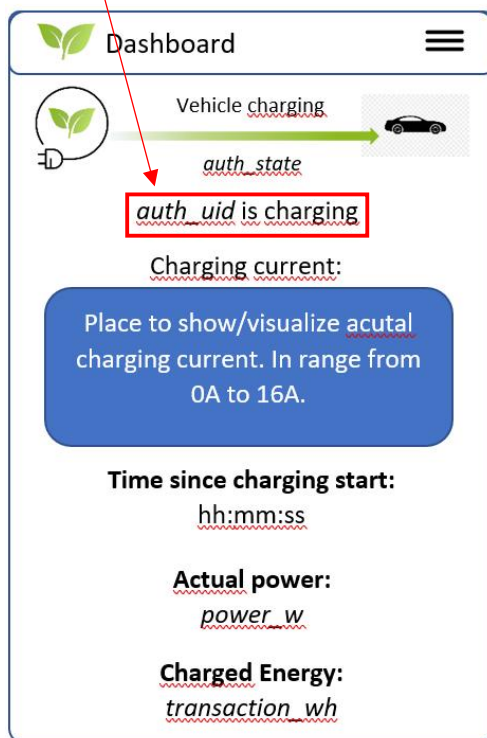 Dashboard
Vehicle charging
auth_state
auth_uid is charging
Charging current:
Place to show/visualize acutal
charging current. In range from
0A to 16A.
Time since charging start:
hh:mm:ss
Actual power:
power_w
Charged Energy:
transaction_wh